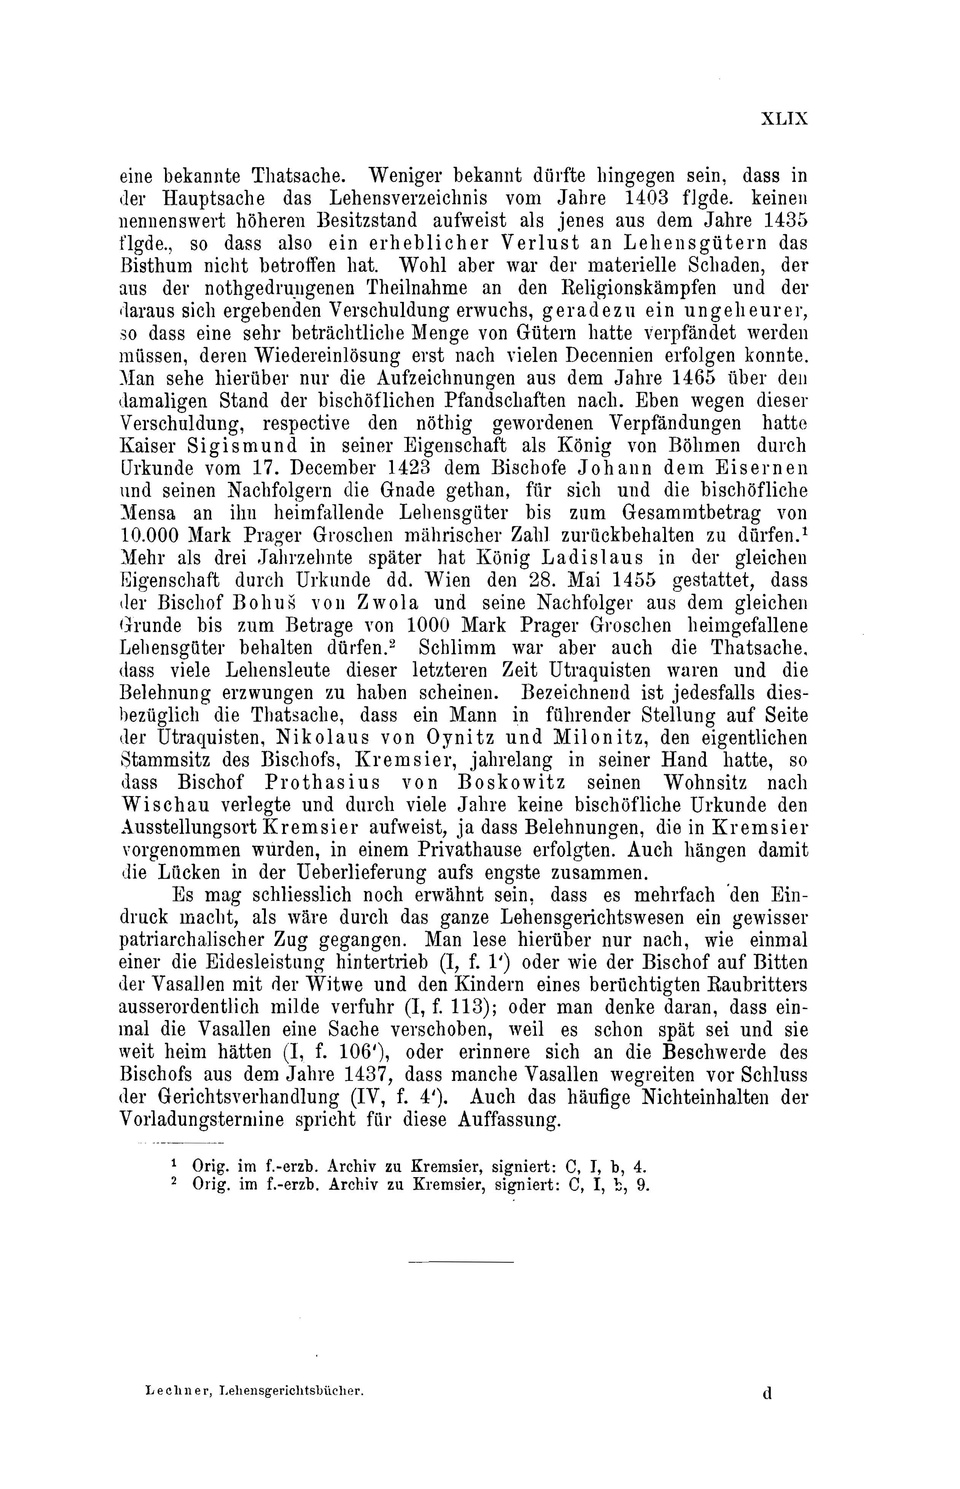 XLIX
eine bekannte Thatsache. Weniger bekannt dürfte hingegen sein, dass in
der Hauptsache das Lehensverzeichnis vom Jahre 1403 flgde. keinen
nennenswert höheren Besitzstand aufweist als jenes aus dem Jahre 1435
flgde., so dass also ein erheblicher Verlust an Lehensgütern das
Bisthum nicht betroffen hat. Wohl aber war der materielle Schaden, der
aus der nothgedrungenen Theilnahme an den Religionskämpfen und der
daraus sich ergebenden Verschuldung erwuchs, geradezu ein ungeheurer,
so dass eine sehr beträchtliche Menge von Gütern hatte verpfändet werden
müssen, deren Wiedereinlösung erst nach vielen Decennien erfolgen konnte.
Man sehe hierüber nur die Aufzeichnungen aus dem Jahre 1465 über den
damaligen Stand der bischöflichen Pfandschaften nach. Eben wegen dieser
Verschuldung, respective den nöthig gewordenen Verpfändungen hatte
Kaiser Sigismund in seiner Eigenschaft als König von Böhmen durch
Urkunde vom 17. December 1423 dem Bischofe Johann dem Eisernen
und seinen Nachfolgern die Gnade gethan, für sich und die bischöfliche
Mensa an ihn heimfallende Lehensgüter bis zum Gesammtbetrag von
10.000 Mark Prager Groschen mährischer Zahl zurückbehalten zu dürfen.¹
Mehr als drei Jahrzehnte später hat König Ladislaus in der gleichen
Eigenschaft durch Urkunde dd. Wien den 28. Mai 1455 gestattet, dass
der Bischof Bohuš von Zwola und seine Nachfolger aus dem gleichen
Grunde bis zum Betrage von 1000 Mark Prager Groschen heimgefallene
Lehensgüter behalten dürfen.² Schlimm war aber auch die Thatsache,
dass viele Lehensleute dieser letzteren Zeit Utraquisten waren und die
Belehnung erzwungen zu haben scheinen. Bezeichnend ist jedesfalls dies-
bezüglich die Thatsache, dass ein Mann in führender Stellung auf Seite
der Utraquisten, Nikolaus von Oynitz und Milonitz, den eigentlichen
Stammsitz des Bischofs, Kremsier, jahrelang in seiner Hand hatte, so
dass Bischof Prothasius von Boskowitz seinen Wohnsitz nach
Wischau verlegte und durch viele Jahre keine bischöfliche Urkunde den
Ausstellungsort Kremsier aufweist, ja dass Belehnungen, die in Kremsier
vorgenommen wurden, in einem Privathause erfolgten. Auch hängen damit
die Lücken in der Ueberlieferung aufs engste zusammen.
Es mag schliesslich noch erwähnt sein, dass es mehrfach den Ein-
druck macht, als wäre durch das ganze Lehensgerichtswesen ein gewisser
patriarchalischer Zug gegangen. Man lese hierüber nur nach, wie einmal
einer die Eidesleistung hintertrieb (I, f. 1') oder wie der Bischof auf Bitten
der Vasallen mit der Witwe und den Kindern eines berüchtigten Raubritters
ausserordentlich milde verfuhr (I, f. 113); oder man denke daran, dass ein-
mal die Vasallen eine Sache verschoben, weil es schon spät sei und sie
weit heim hätten (I, f. 106'), oder erinnere sich an die Beschwerde des
Bischofs aus dem Jahre 1437, dass manche Vasallen wegreiten vor Schluss
der Gerichtsverhandlung (IV, f. 4'). Auch das häufige Nichteinhalten der
Vorladungstermine spricht für diese Auffassung.
¹ Orig. im f.-erzb. Archiv zu Kremsier, signiert: C, I, b, 4.
² Orig. im f.-erzb. Archiv zu Kremsier, signiert: C, I, b, 9.
Lechner, Lehensgerichtsbücher.
d